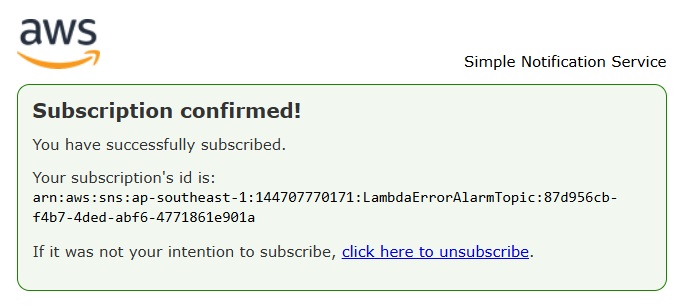 aws
Simple Notification Service
Subscription confirmed!
You have successfully subscribed.
Your subscription's id is:
arn:aws:sns:ap-southeast-1:144707770171:LambdaErrorAlarmTopic:87d956cb-
f4b7-4ded-abf6-4771861e901a
If it was not your intention to subscribe, click here to unsubscribe.